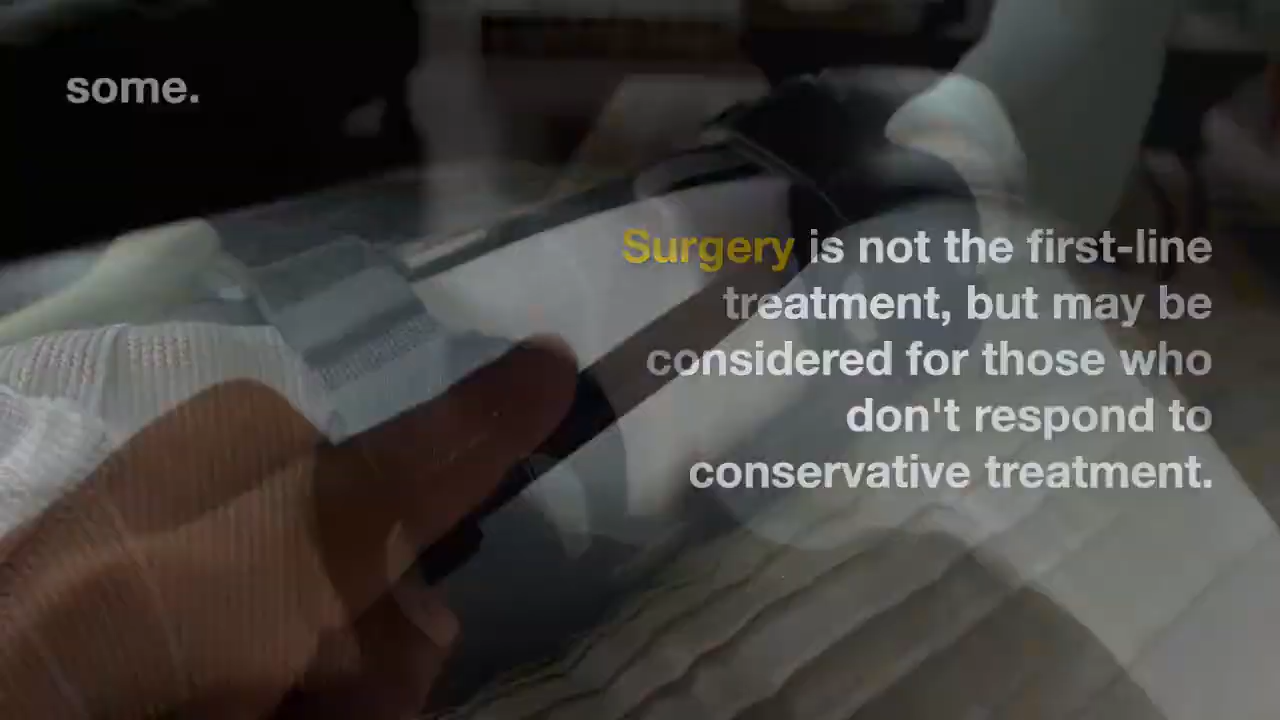 some.
Surgery is not the first-line
treatment, but may be
considered for those who
don't respond to
conservative treatment.